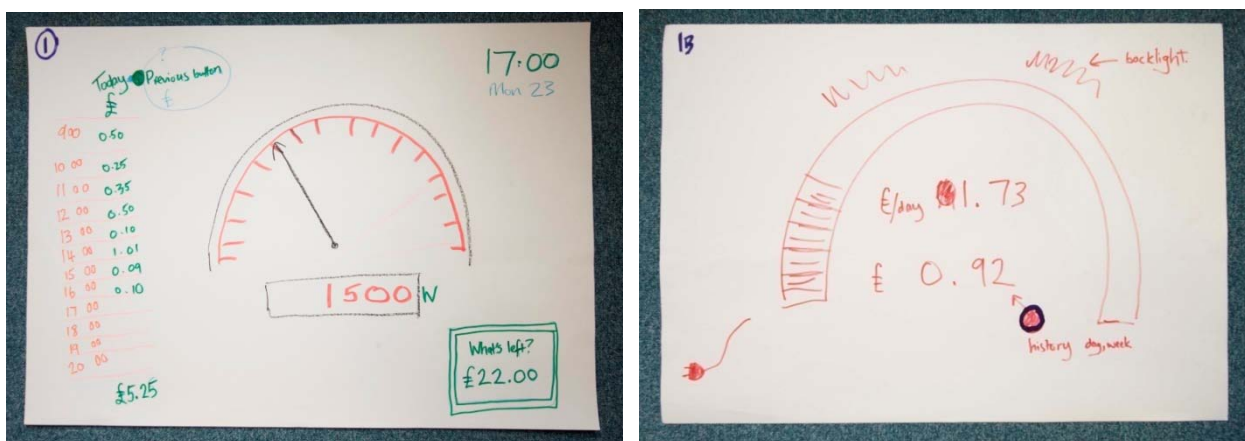 1
?
Today Previous button
£ £
9 00 0.50
10 00 0.25
11 00 0.35
12 00 0.50
13 00 0.10
14 00 1.01
15 00 0.09
16 00 0.10
17 00
18 00
19 00
20 00
£5.25
17:00
Mon 23
1500 W
What's left?
£22.00
1B
backlight.
£/day 1.73
£ 0.92
history day, week